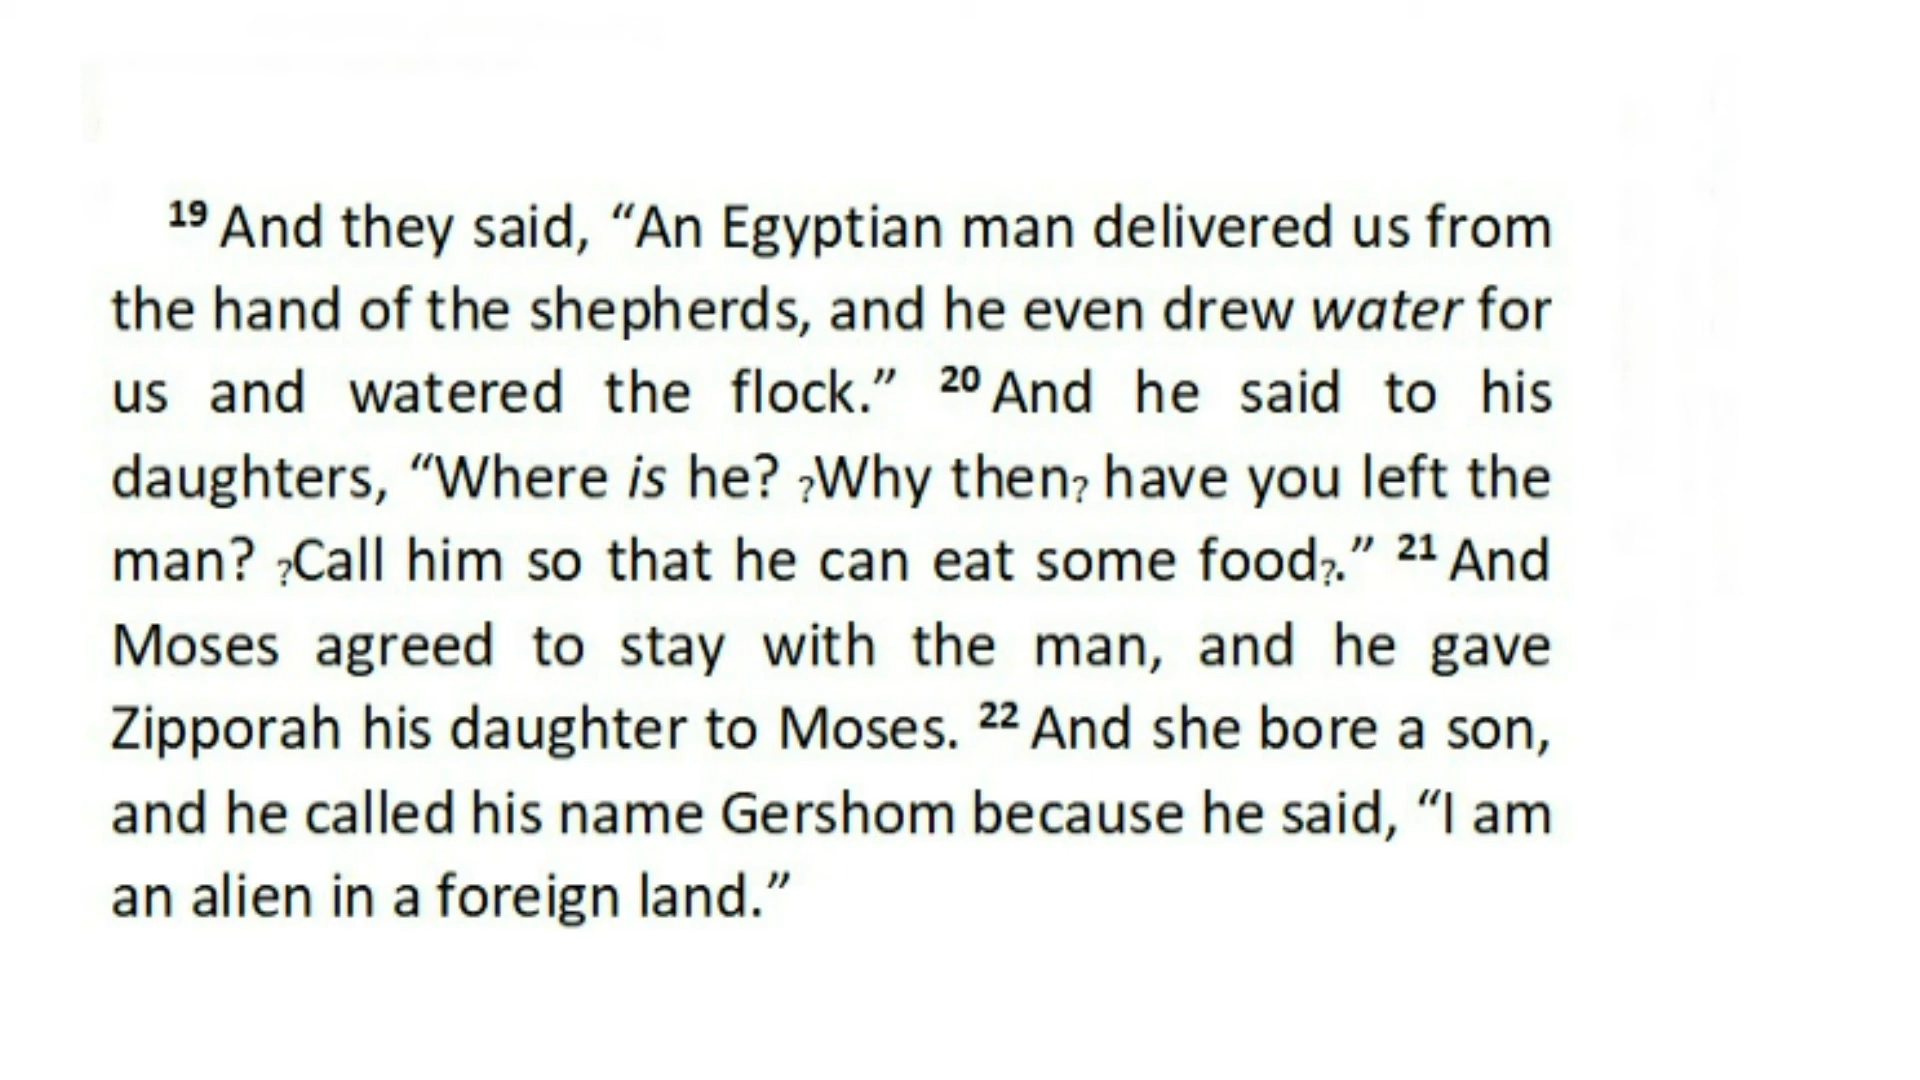 19 And they said, “An Egyptian man delivered us from
the hand of the shepherds, and he even drew water for
us and watered the flock.” 20 And he said to his
daughters, “Where is he? ?Why then? have you left the
man? ?Call him so that he can eat some food?.” 21 And
Moses agreed to stay with the man, and he gave
Zipporah his daughter to Moses. 22 And she bore a son,
and he called his name Gershom because he said, “I am
an alien in a foreign land.”